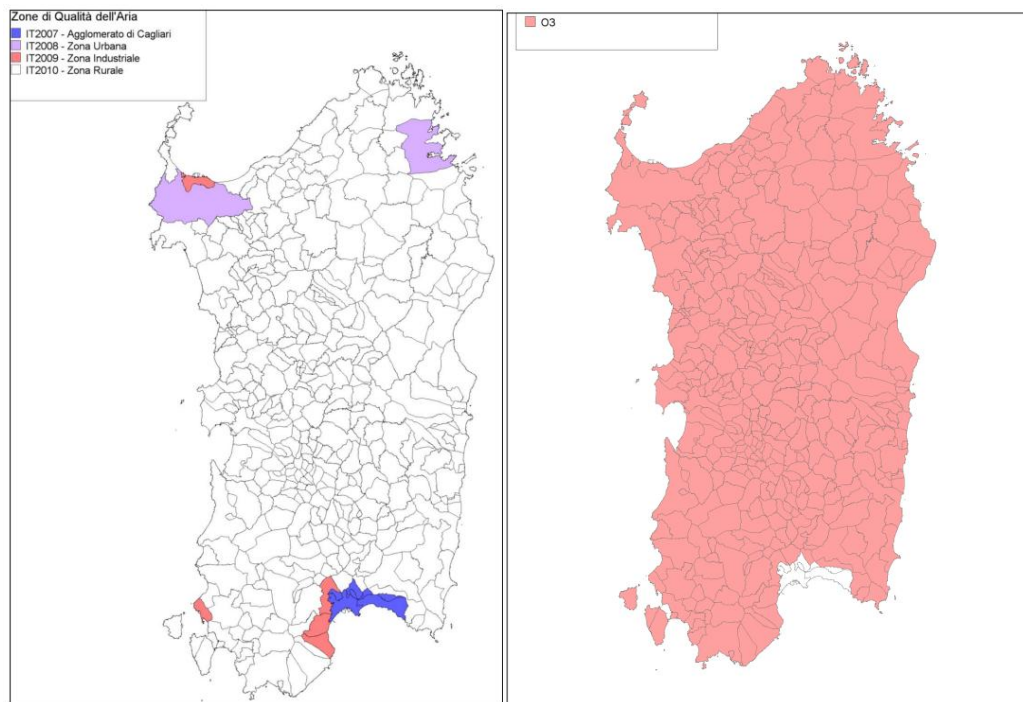 Zone di Qualità dell'Aria
IT2007 - Agglomerato di Cagliari
IT2008 - Zona Urbana
IT2009 - Zona Industriale
IT2010 - Zona Rurale
O3